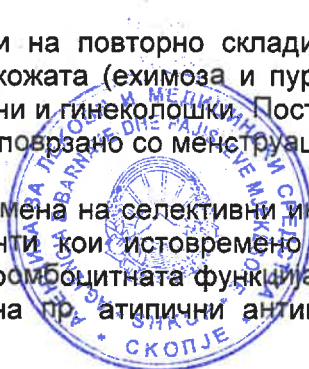 и на повторно склади
кожата (ехимоза и пур
ни и гинеколошки. Пост
поврзано со менструац
мена на селективни ин
нти кои истовремено
ромбоцитната функција
на пр. атипични анти
СКОПЈЕ